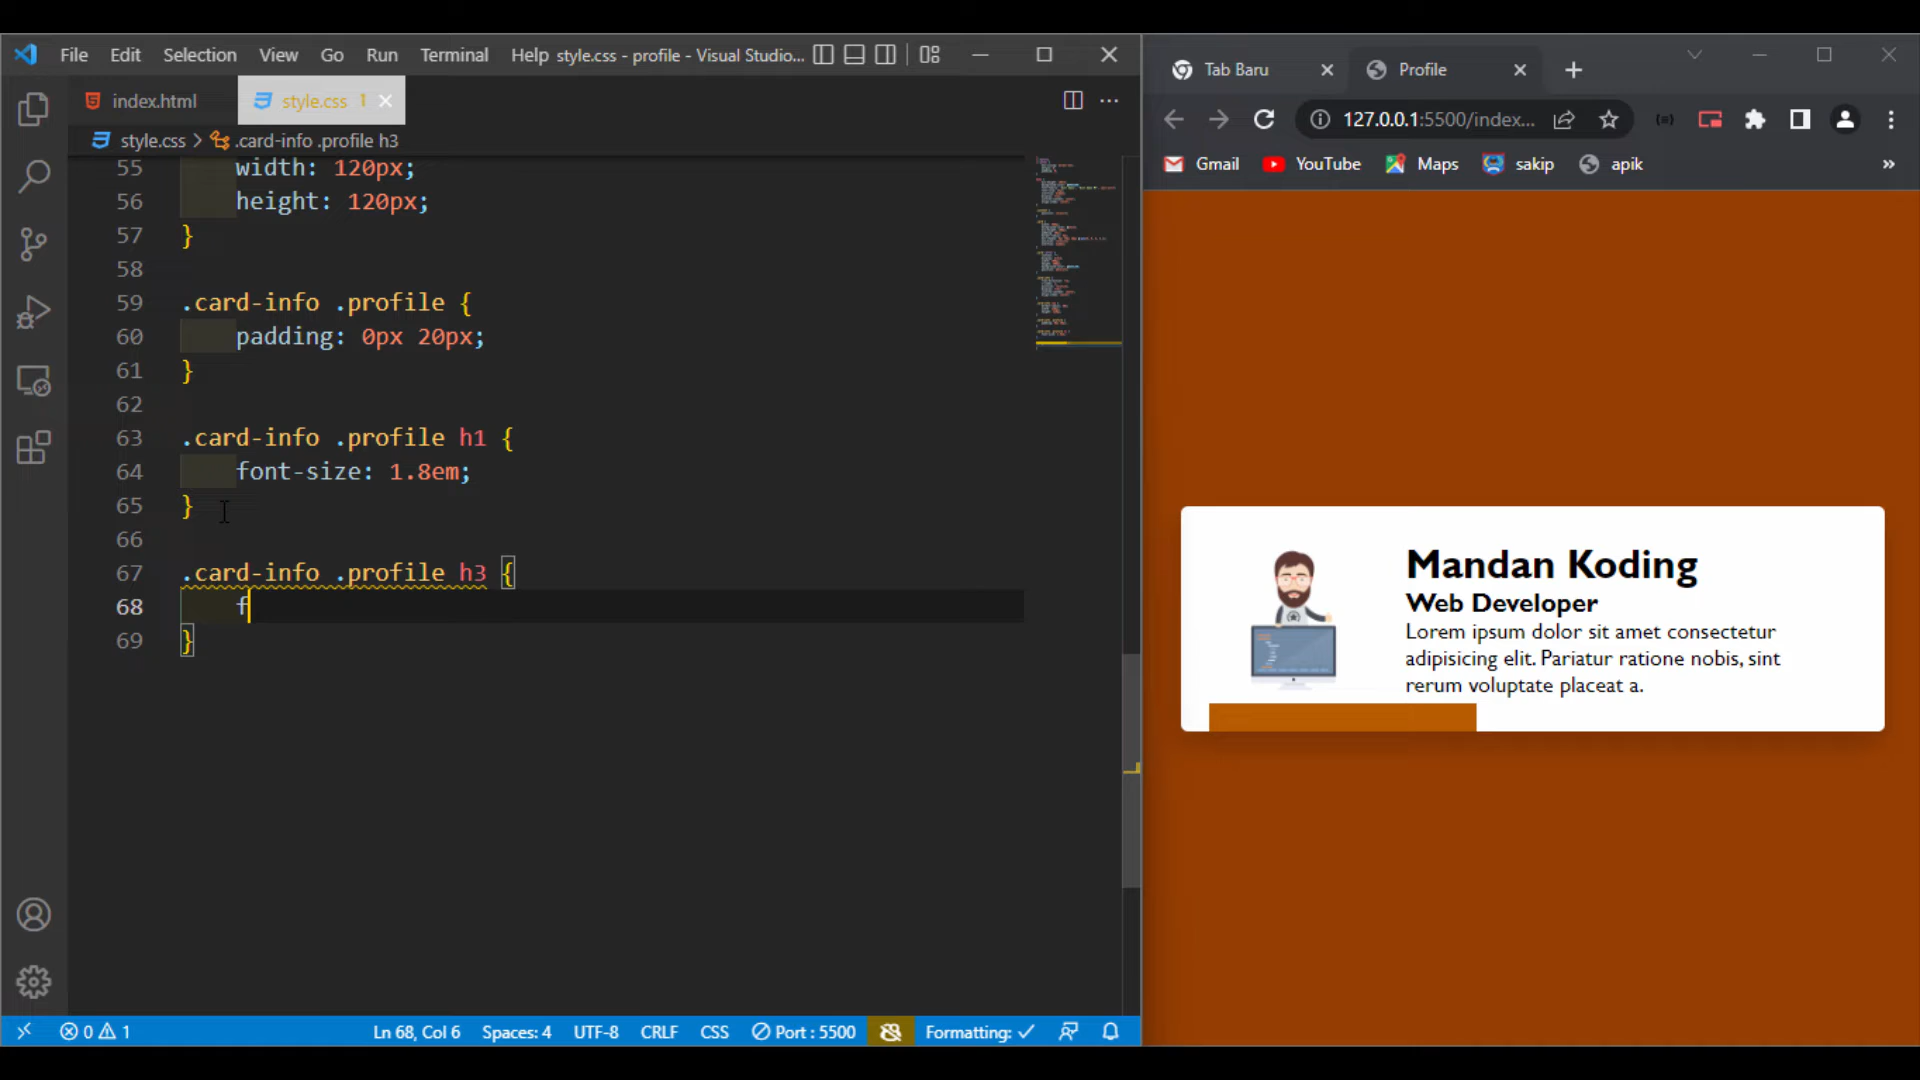 File Edit Selection View Go Run Terminal Help style.css - profile - Visual Studio...
index.html style.css 1
style.css > .card-info .profile h3
55 width: 120px;
56 height: 120px;
57 }
58
59 .card-info .profile {
60 padding: 0px 20px;
61 }
62
63 .card-info .profile h1 {
64 font-size: 1.8em;
65 }
66
67 .card-info .profile h3 {
68 f
69 }
0 1 Ln 68, Col 6 Spaces: 4 UTF-8 CRLF CSS Port : 5500 Formatting: ✓
Tab Baru Profile
127.0.0.1:5500/index...
Gmail YouTube Maps sakip apik »
Mandan Koding
Web Developer
Lorem ipsum dolor sit amet consectetur
adipisicing elit. Pariatur ratione nobis, sint
rerum voluptate placeat a.